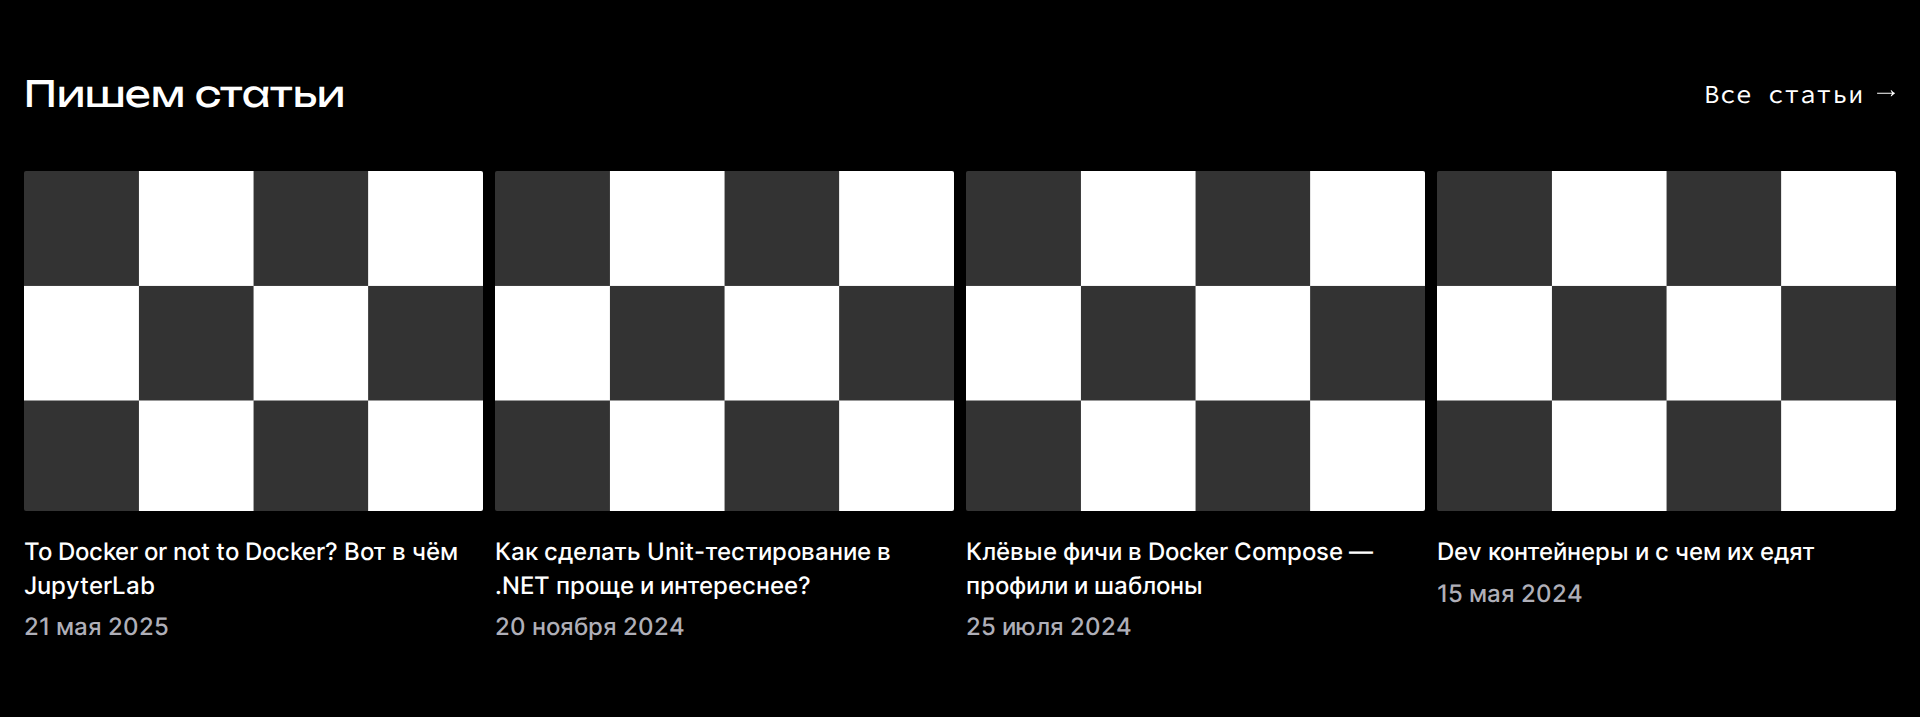 Пишем статьи
Все статьи →
To Docker or not to Docker? Вот в чём
JupyterLab
21 мая 2025
Как сделать Unit-тестирование в
.NET проще и интереснее?
20 ноября 2024
Клёвые фичи в Docker Compose —
профили и шаблоны
25 июля 2024
Dev контейнеры и с чем их едят
15 мая 2024